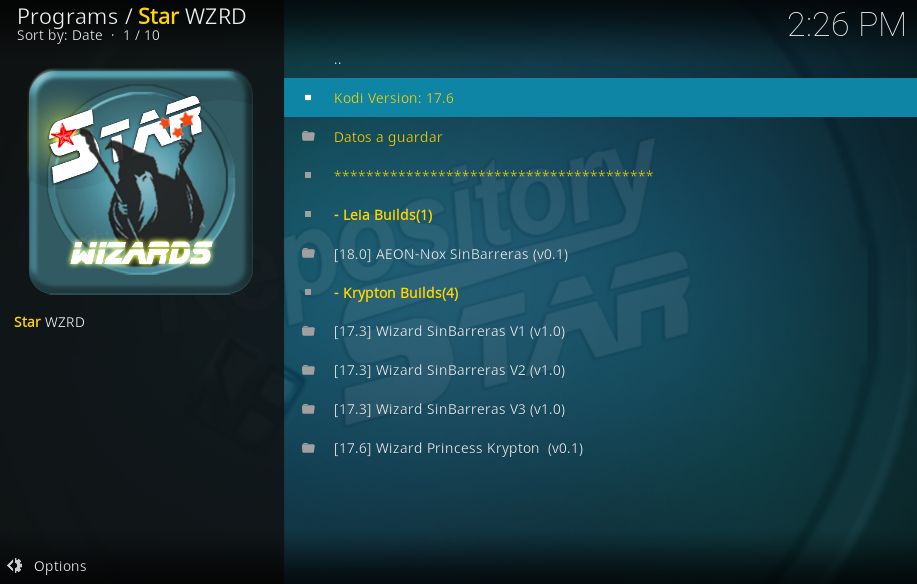 Programs / Star WZRD
Sort by: Date · 1 / 10
2:26 PM
STAR
WIZARDS
Star WZRD
..
Kodi Version: 17.6
Datos a guardar
****************************************
- Leia Builds(1)
[18.0] AEON-Nox SinBarreras (v0.1)
- Krypton Builds(4)
[17.3] Wizard SinBarreras V1 (v1.0)
[17.3] Wizard SinBarreras V2 (v1.0)
[17.3] Wizard SinBarreras V3 (v1.0)
[17.6] Wizard Princess Krypton (v0.1)
Repository
STAR
Options